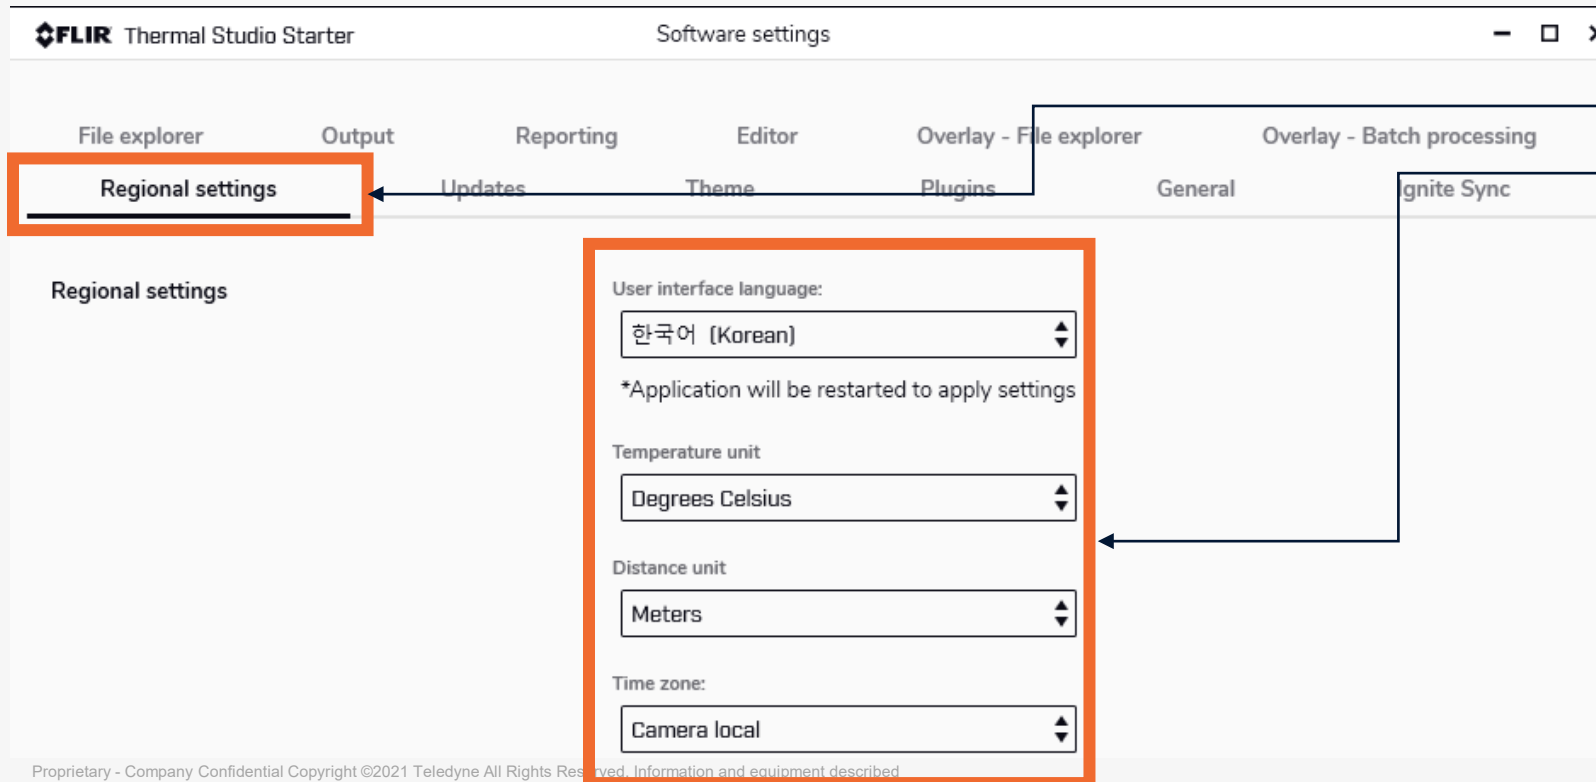 FLIR Thermal Studio Starter Software settings
File explorer Output Reporting Editor Overlay - File explorer Overlay - Batch processing
Regional settings Updates Theme Plugins General Ignite Sync
Regional settings
User interface language:
한국어 (Korean)
*Application will be restarted to apply settings
Temperature unit
Degrees Celsius
Distance unit
Meters
Time zone:
Camera local
Proprietary - Company Confidential Copyright ©2021 Teledyne All Rights Reserved. Information and equipment described